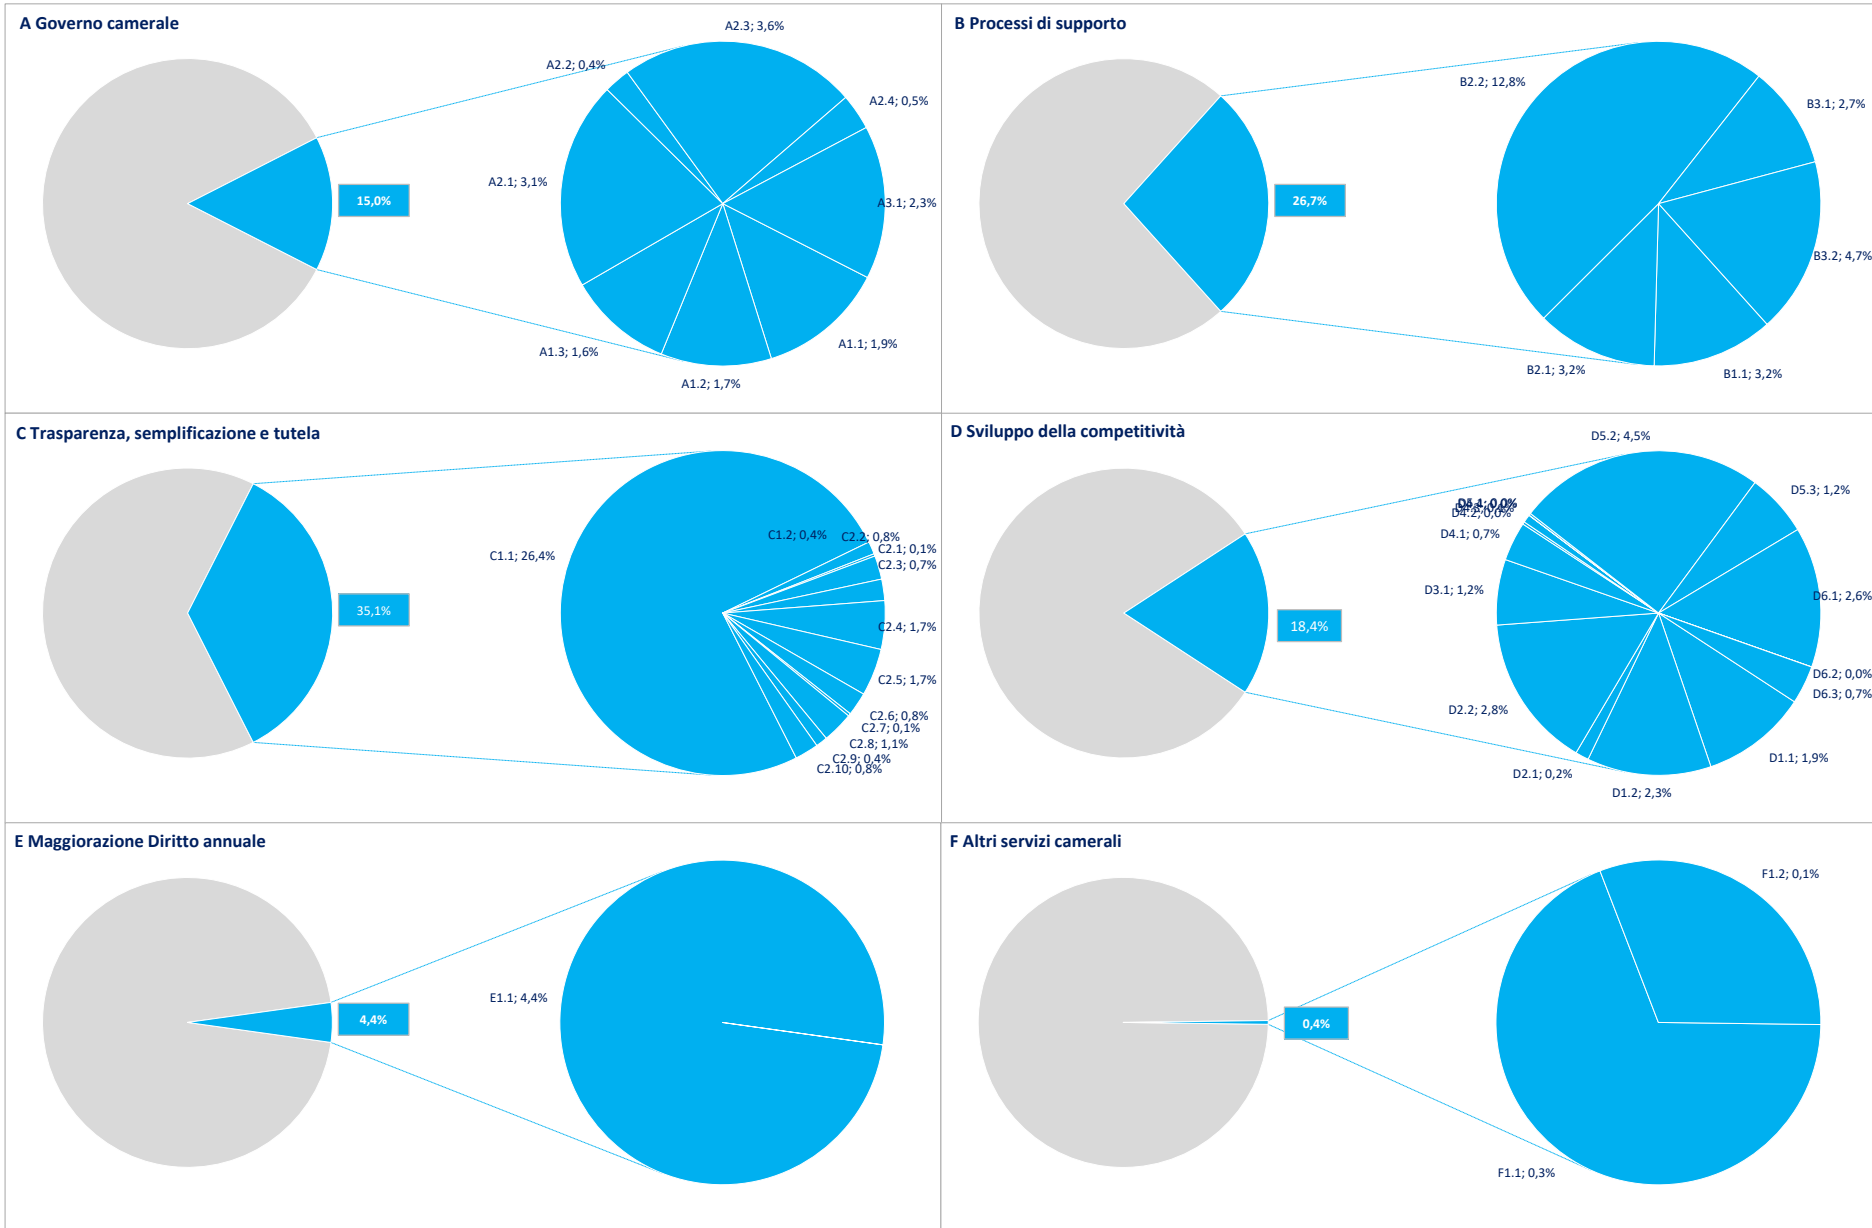 A Governo camerale
A2.3; 3,6%
A2.2; 0,4%
A2.4; 0,5%
A2.1; 3,1%
15,0%
A3.1; 2,3%
A1.3; 1,6%
A1.1; 1,9%
A1.2; 1,7%
B Processi di supporto
B2.2; 12,8%
B3.1; 2,7%
26,7%
B3.2; 4,7%
B2.1; 3,2%
B1.1; 3,2%
C Trasparenza, semplificazione e tutela
C1.2; 0,4%
C2.2; 0,8%
C1.1; 26,4%
C2.1; 0,1%
C2.3; 0,7%
35,1%
C2.4; 1,7%
C2.5; 1,7%
C2.6; 0,8%
C2.7; 0,1%
C2.8; 1,1%
C2.9; 0,4%
C2.10; 0,8%
D Sviluppo della competitività
D5.2; 4,5%
D5.3; 1,2%
D4.2; 0,0%
D4.1; 0,7%
D3.1; 1,2%
D6.1; 2,6%
18,4%
D6.2; 0,0%
D6.3; 0,7%
D2.2; 2,8%
D1.1; 1,9%
D2.1; 0,2%
D1.2; 2,3%
E Maggiorazione Diritto annuale
E1.1; 4,4%
4,4%
F Altri servizi camerali
F1.2; 0,1%
0,4%
F1.1; 0,3%